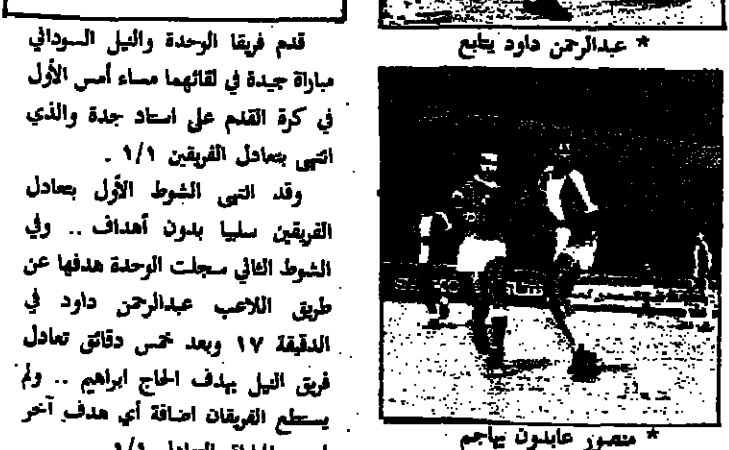 قدم فريقا الوحدة والنيل السوداني
مباراة جيدة في لقائهما مساء أمس الأول
في كرة القدم على استاد جدة والذي
انتهى بتعادل الفريقين ١/١ .
وقد انتهى الشوط الأول بتعادل
الفريقين سلبيا بدون أهداف .. وفي
الشوط الثاني سجلت الوحدة هدفها عن
طريق اللاعب عبدالرحمن داود في
الدقيقة ١٧ وبعد خمس دقائق تعادل
فريق النيل بهدف الحاج ابراهيم .. ولم
يستطع الفريقان اضافة أي هدف آخر
التعادل ١/١
* عبدالرحمن داود يتابع
* منصور عابدون يهاجم